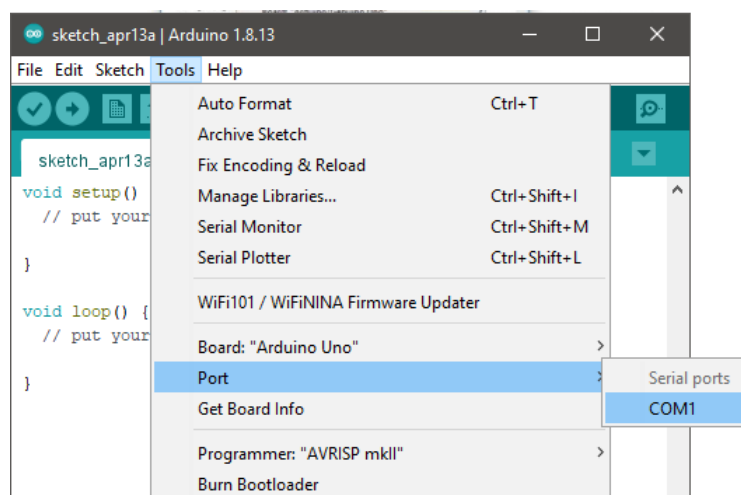 sketch_apr13a | Arduino 1.8.13
File Edit Sketch Tools Help
sketch_apr13a
void setup()
// put your
}
void loop() {
// put your
}
Auto Format Ctrl+T
Archive Sketch
Fix Encoding & Reload
Manage Libraries... Ctrl+Shift+I
Serial Monitor Ctrl+Shift+M
Serial Plotter Ctrl+Shift+L
WiFi101 / WiFiNINA Firmware Updater
Board: "Arduino Uno"
Port
Get Board Info
Programmer: "AVRISP mkII"
Burn Bootloader
Serial ports
COM1